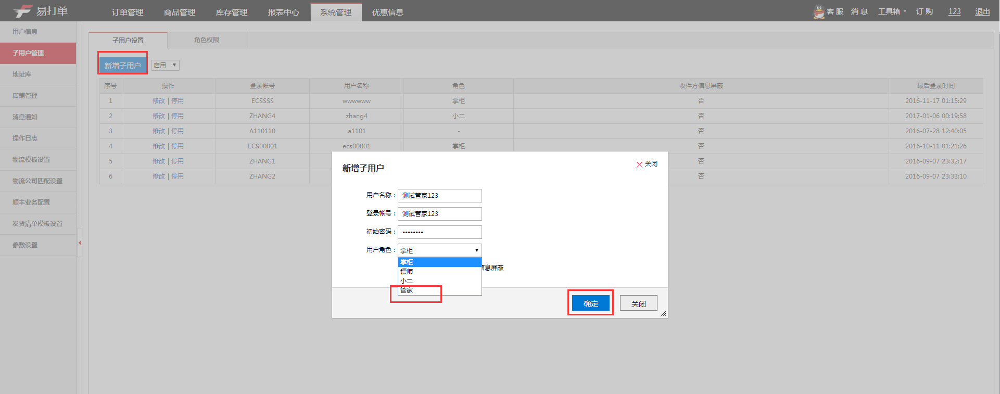 易打单 订单管理 商品管理 库存管理 报表中心 系统管理 优惠信息 客 服 消 息 工具箱 订 购 123 退出
用户信息
子用户管理
地址库
店铺管理
消息通知
操作日志
物流模板设置
物流公司匹配设置
顺丰业务配置
发货清单模板设置
参数设置
子用户设置 角色权限
新增子用户 启用
序号 操作 登录帐号 用户名称 角色 收件方信息屏蔽 最后登录时间
1 修改 | 停用 ECSSSS wwwwww 掌柜 否 2016-11-17 01:15:29
2 修改 | 停用 ZHANG4 zhang4 小二 否 2017-01-06 00:19:58
3 修改 | 停用 A110110 a1101 - 否 2016-07-28 12:40:05
4 修改 | 停用 ECS00001 ecs00001 掌柜 否 2016-10-11 01:21:26
5 修改 | 停用 ZHANG1 否 2016-09-07 23:32:17
6 修改 | 停用 ZHANG2 否 2016-09-07 23:33:10
新增子用户 关闭
用户名称： 测试管家123
登录帐号： 测试管家123
初始密码： ••••••••
用户角色： 掌柜
掌柜
镖师
信息屏蔽
小二
管家
确定 关闭